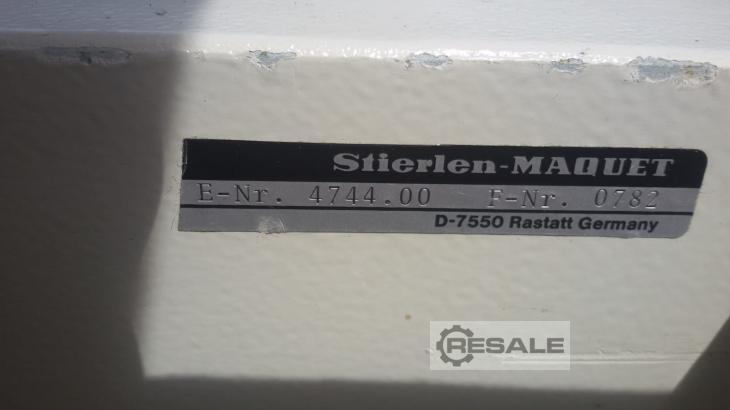 Stierlen-MAQUET
E-Nr. 4744.00 F-Nr. 0782
D-7550 Rastatt Germany
RESALE